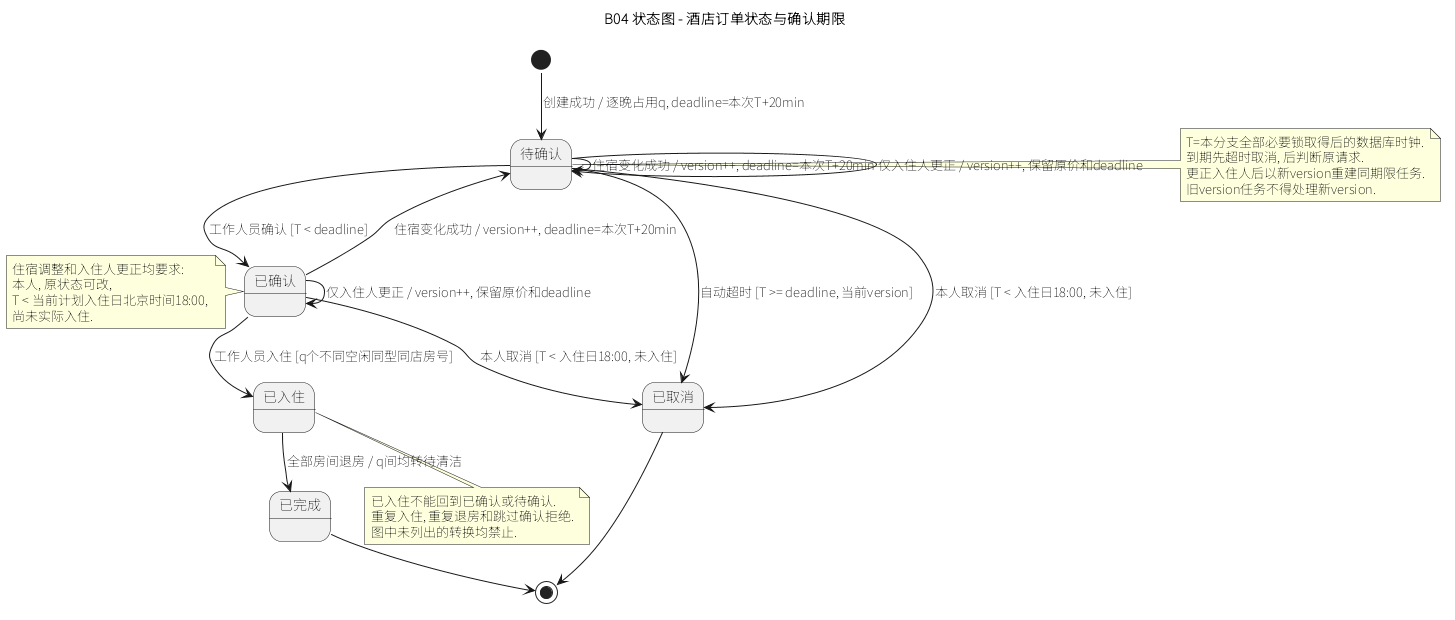 B04 状态图 - 酒店订单状态与确认期限
创建成功 / 逐晚占用q, deadline=本次T+20min
待确认
住宿变化成功 / version++, deadline=本次T+20min
仅入住人更正 / version++, 保留原价和deadline
T=本分支全部必要锁取得后的数据库时钟.
到期先超时取消, 后判断原请求.
更正入住人后以新version重建同期限任务.
旧version任务不得处理新version.
工作人员确认 [T < deadline]
住宿变化成功 / version++, deadline=本次T+20min
住宿调整和入住人更正均要求:
本人, 原状态可改,
T < 当前计划入住日北京时间18:00,
尚未实际入住.
已确认
仅入住人更正 / version++, 保留原价和deadline
自动超时 [T >= deadline, 当前version]
本人取消 [T < 入住日18:00, 未入住]
工作人员入住 [q个不同空闲同型同店房号]
本人取消 [T < 入住日18:00, 未入住]
已入住
已取消
全部房间退房 / q间均转待清洁
已完成
已入住不能回到已确认或待确认.
重复入住, 重复退房和跳过确认拒绝.
图中未列出的转换均禁止.